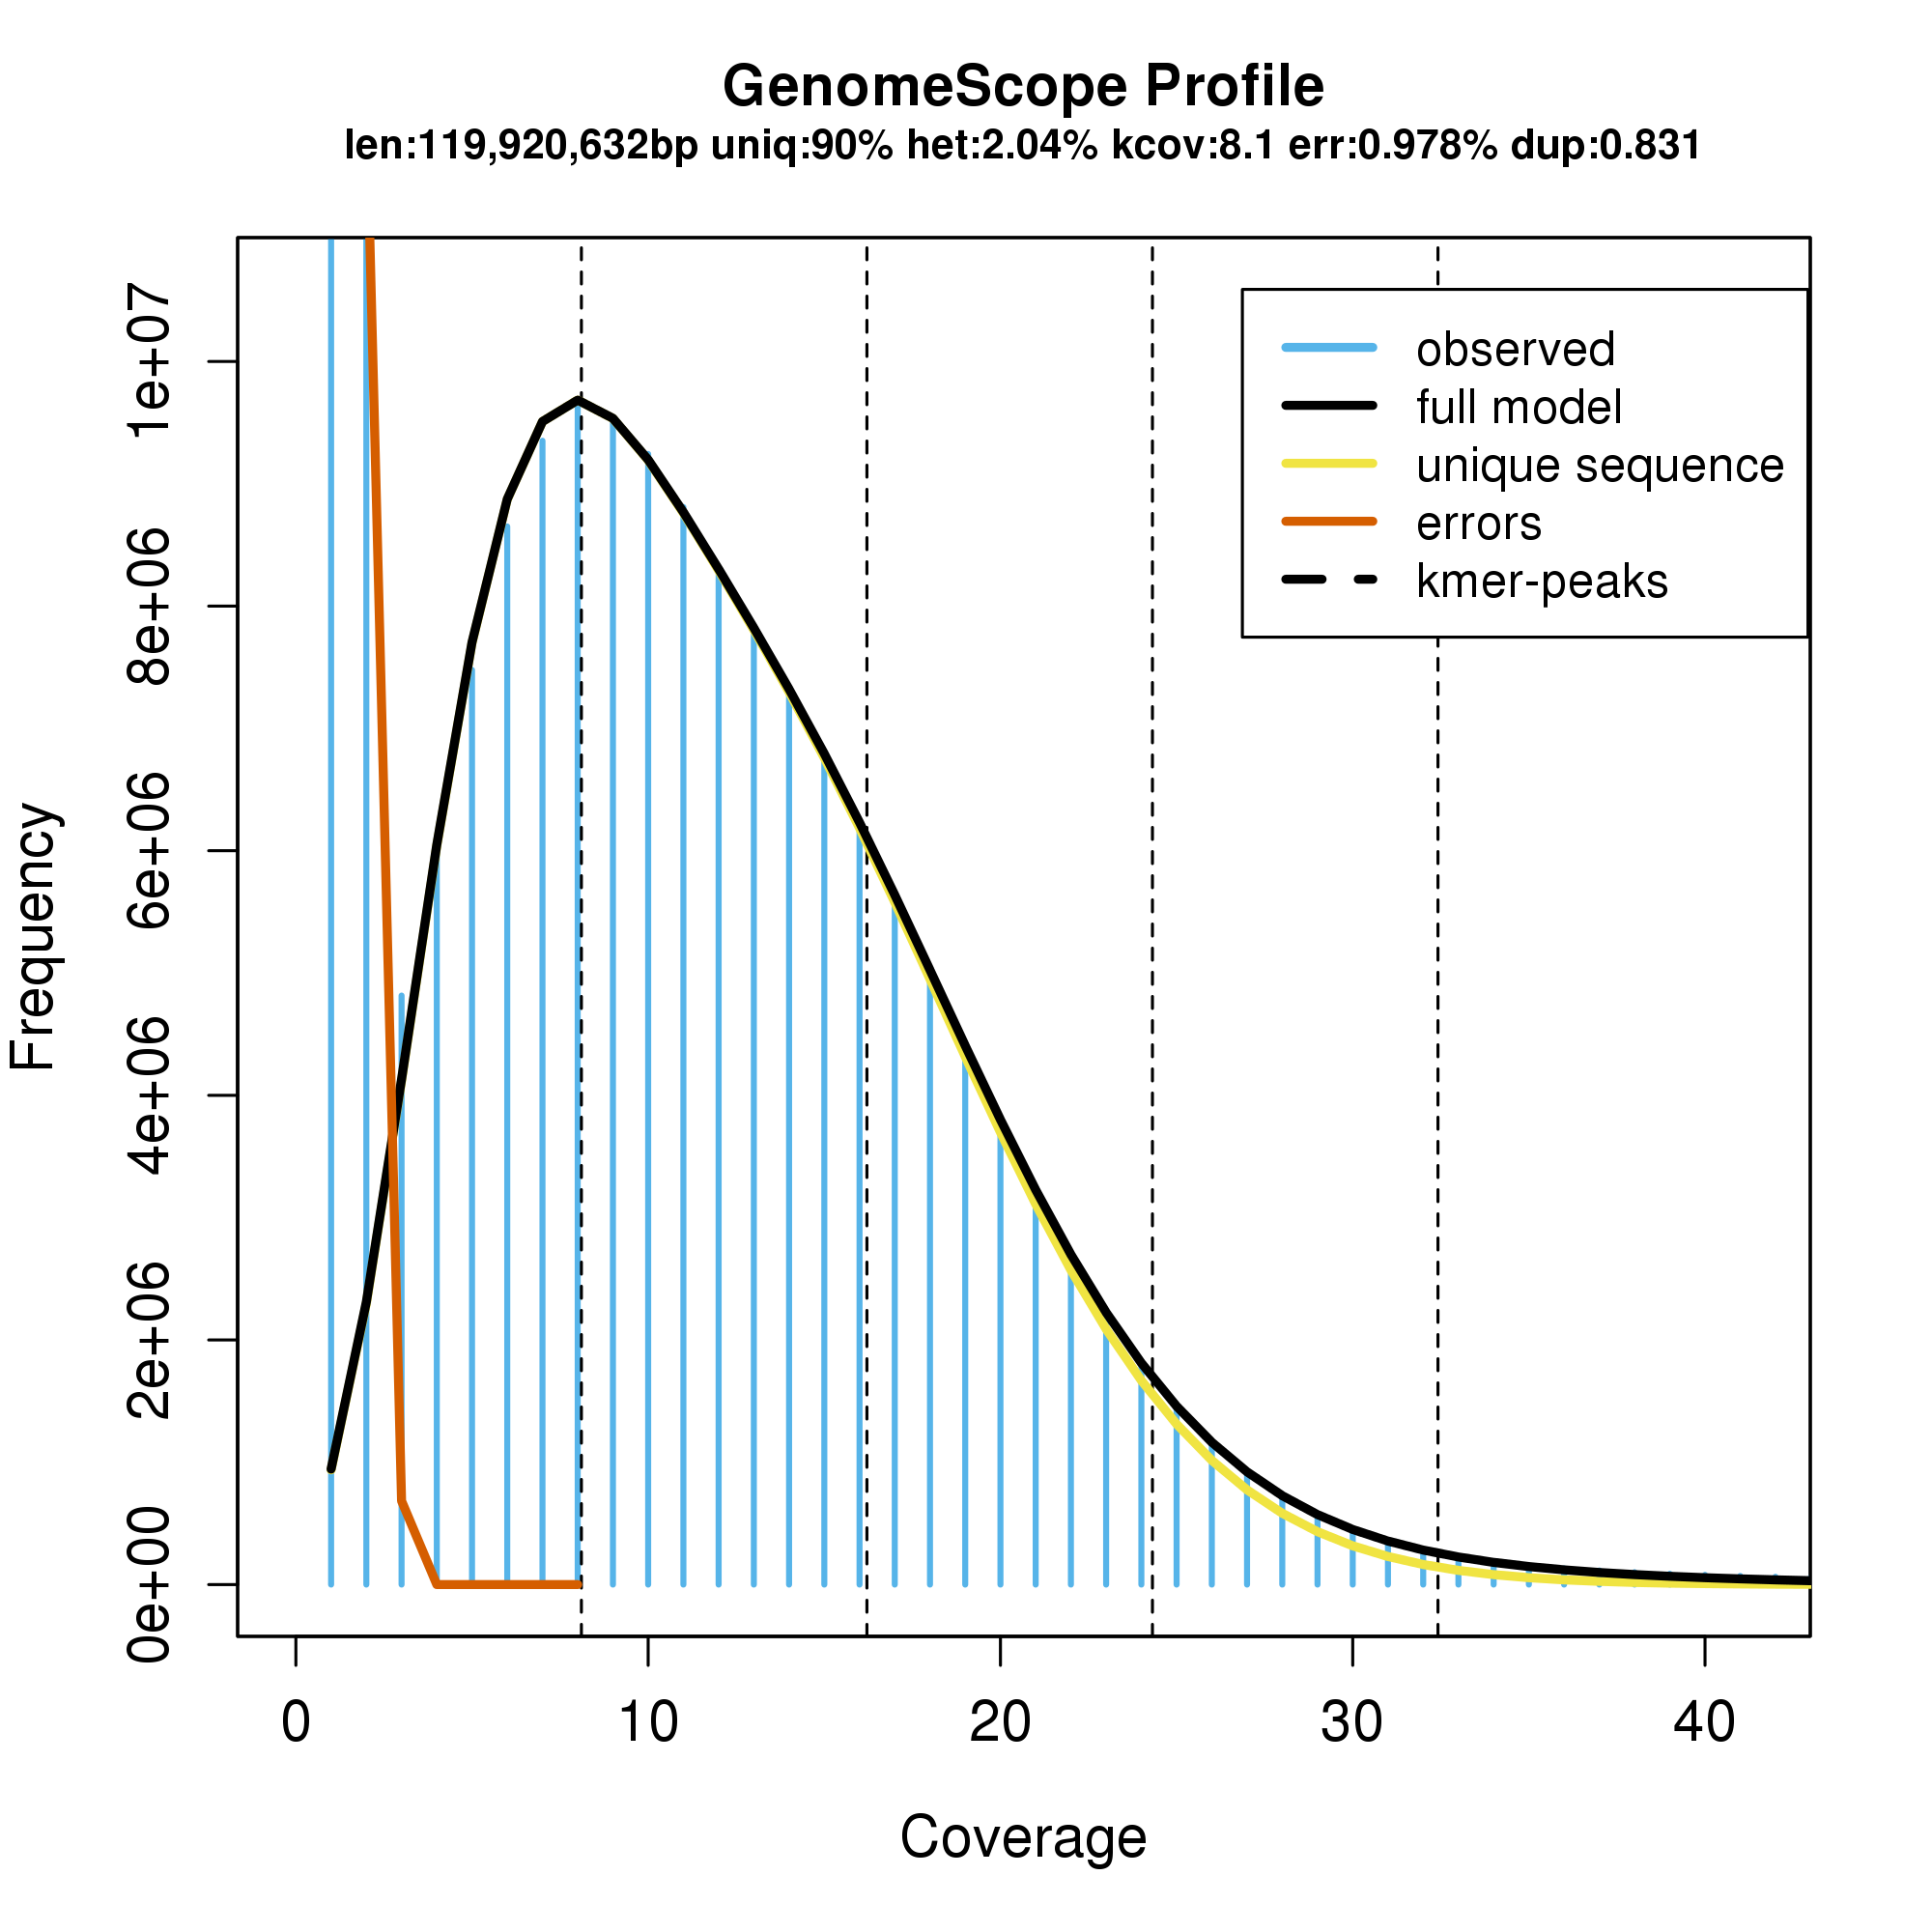 GenomeScope Profile
len:119,920,632bp uniq:90% het:2.04% kcov:8.1 err:0.978% dup:0.831
observed
full model
unique sequence
errors
kmer-peaks
Frequency
1e+07
8e+06
6e+06
4e+06
2e+06
0e+00
0 10 20 30 40
Coverage